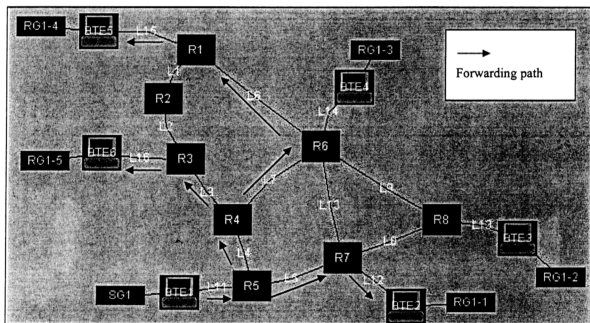 RG1-4
BTE5
L15
R1
RG1-3
Forwarding path
L1
BTE4
R2
L6
L14
L2
BTE6
R6
RG1-5
L16
R3
L7
L9
L3
L13
R4
R8
L13
BTE3
L4
R7
L8
RG1-2
SG1
BTE1
L11
R5
L5
L12
BTE2
RG1-1